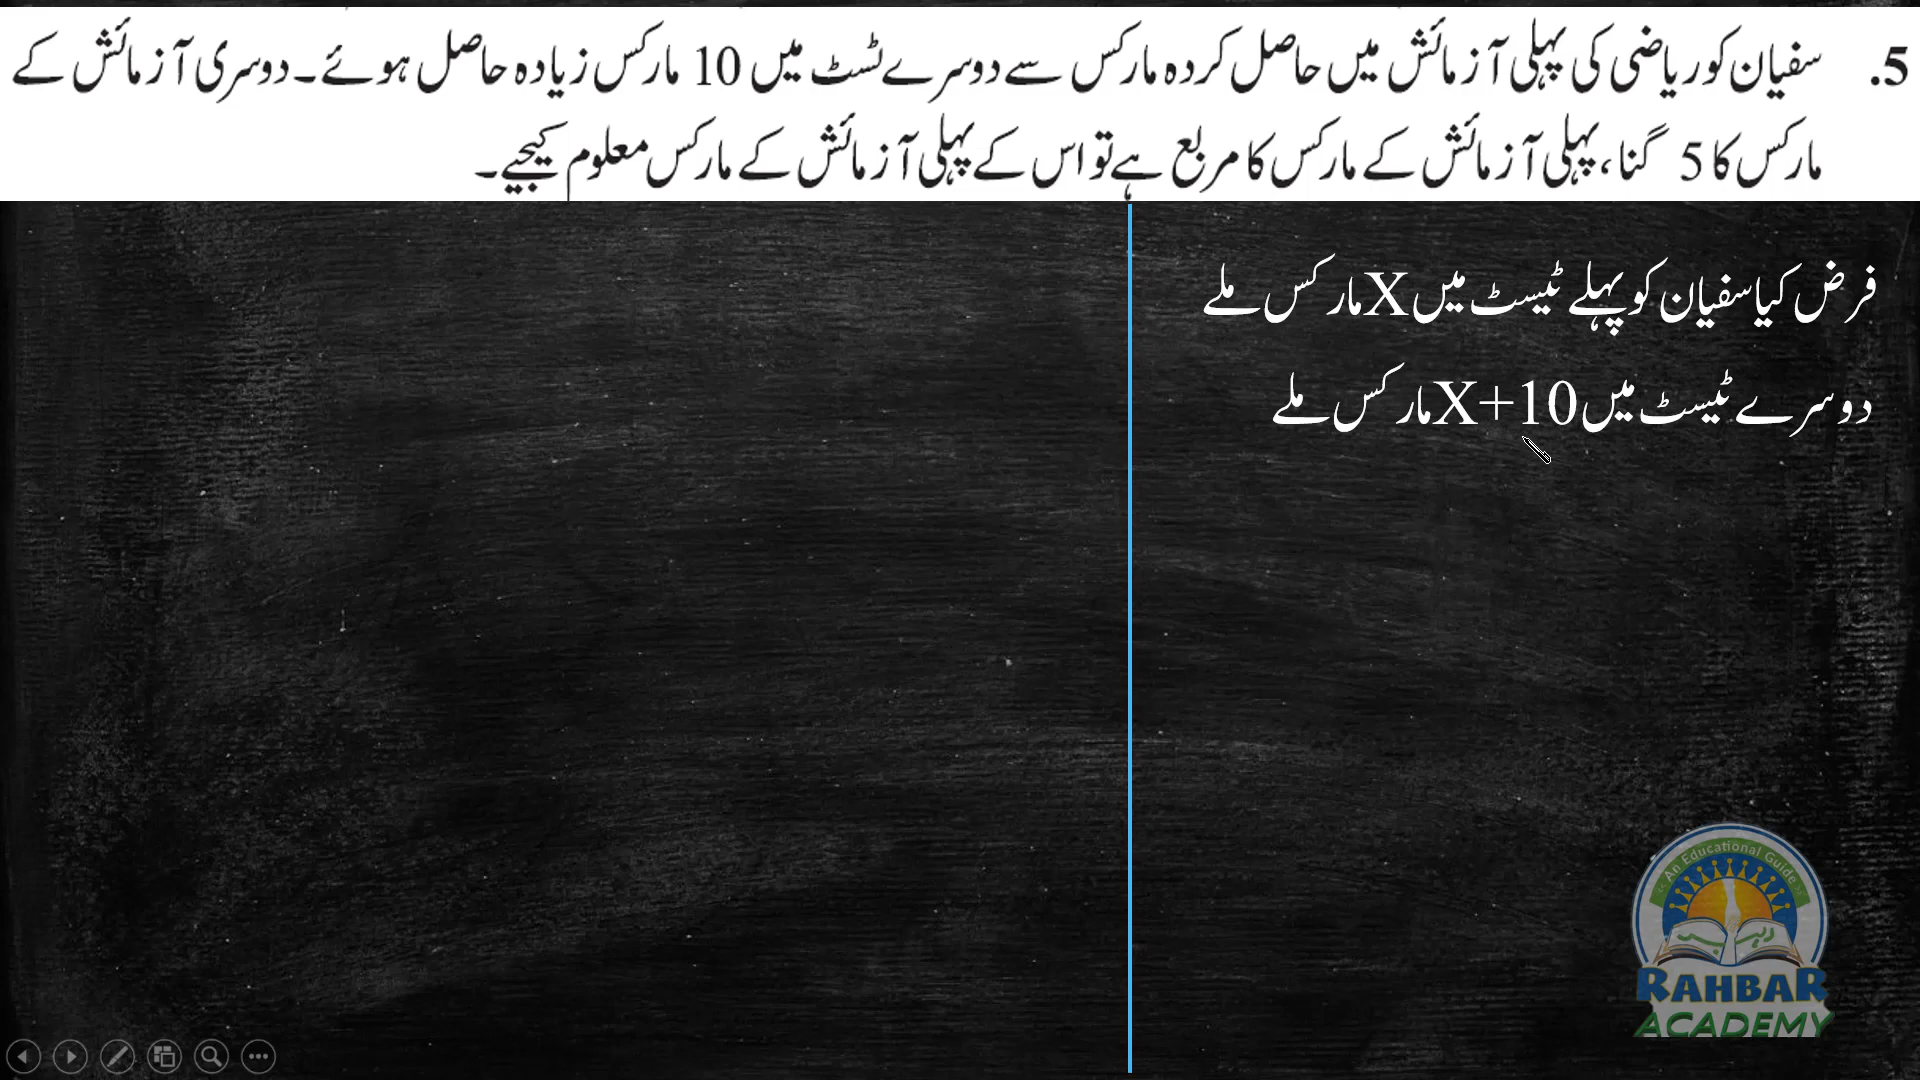 5. سفیان کو ریاضی کی پہلی آزمائش میں حاصل کردہ مارکس سے دوسرے ٹسٹ میں 10 مارکس زیادہ حاصل ہوئے۔ دوسری آزمائش کے
مارکس کا 5 گنا، پہلی آزمائش کے مارکس کا مربع ہے تو اس کے پہلی آزمائش کے مارکس معلوم کیجیے۔
فرض کیا سفیان کو پہلے ٹیسٹ میں X مارکس ملے
دوسرے ٹیسٹ میں X+10 مارکس ملے
An Educational Guide
رہبر
RAHBAR
ACADEMY